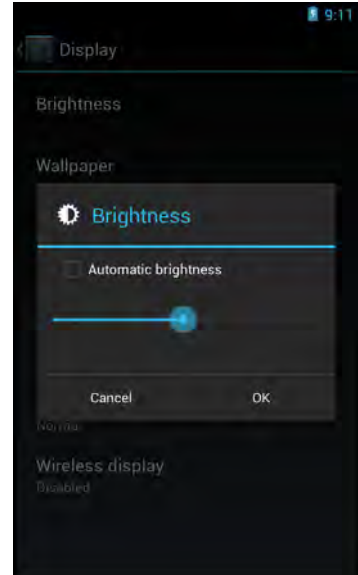 9:11
Display
Brightness
Wallpaper
Brightness
Automatic brightness
Cancel
OK
Normal
Wireless display
Disabled